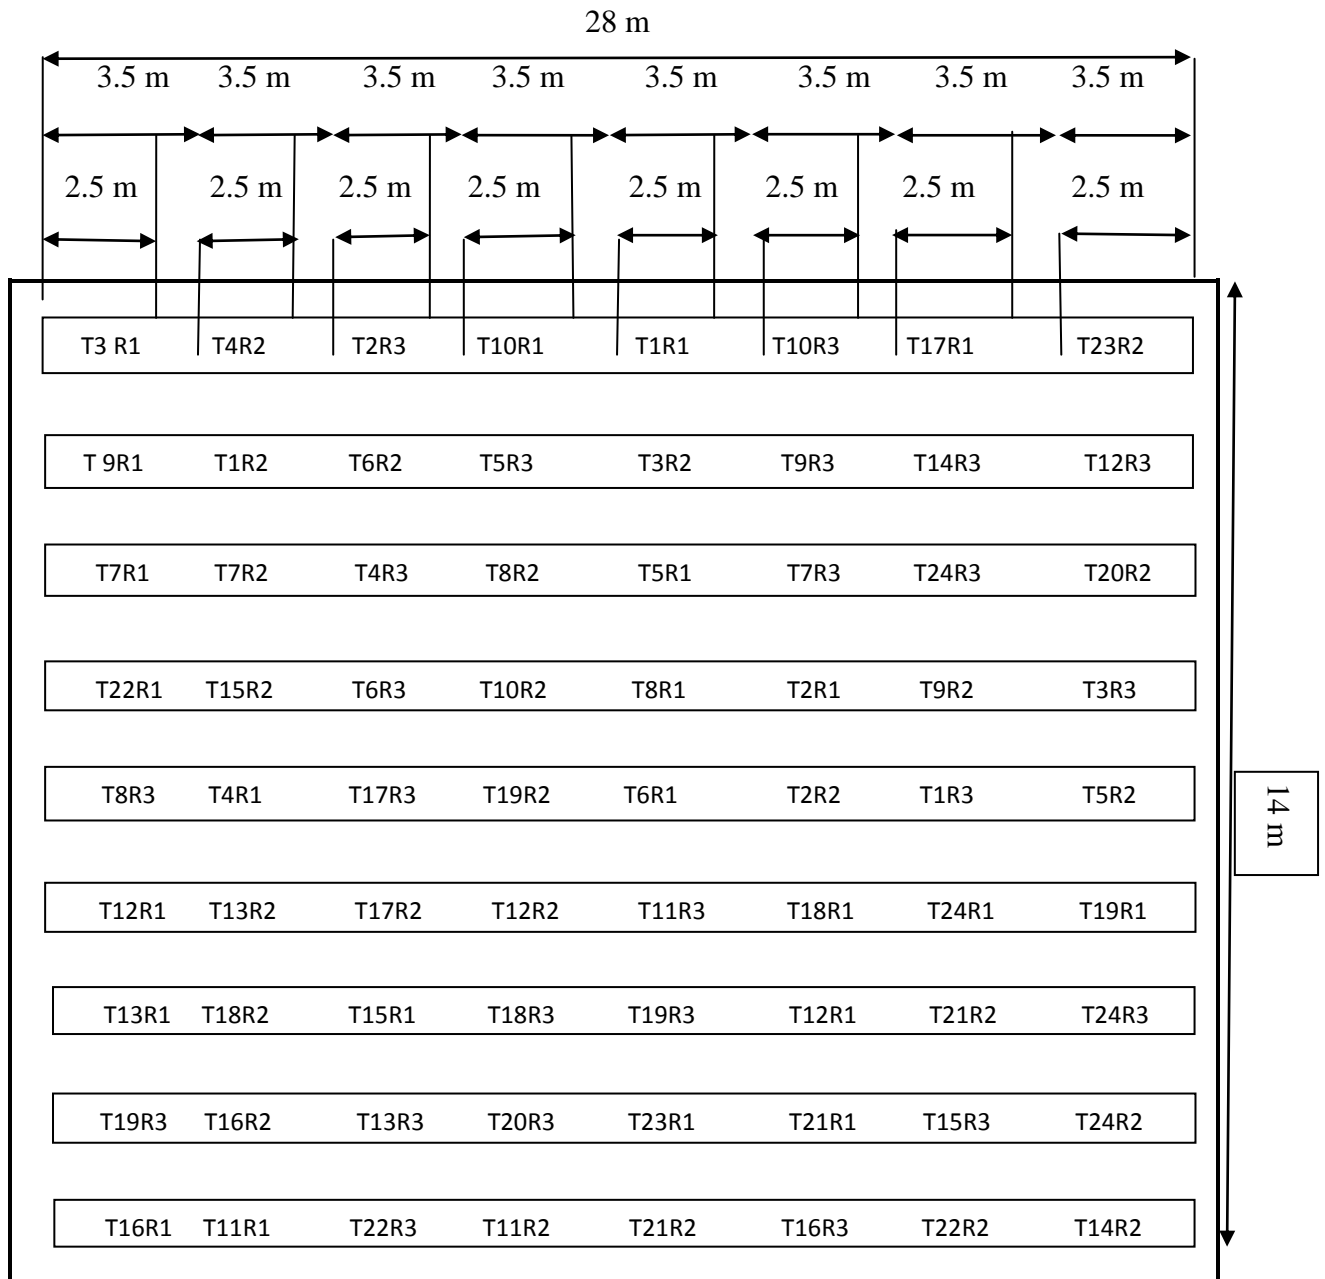 28 m
3.5 m 3.5 m 3.5 m 3.5 m 3.5 m 3.5 m 3.5 m 3.5 m
2.5 m 2.5 m 2.5 m 2.5 m 2.5 m 2.5 m 2.5 m 2.5 m
T3 R1 T4R2 T2R3 T10R1 T1R1 T10R3 T17R1 T23R2
T 9R1 T1R2 T6R2 T5R3 T3R2 T9R3 T14R3 T12R3
T7R1 T7R2 T4R3 T8R2 T5R1 T7R3 T24R3 T20R2
T22R1 T15R2 T6R3 T10R2 T8R1 T2R1 T9R2 T3R3
T8R3 T4R1 T17R3 T19R2 T6R1 T2R2 T1R3 T5R2
14 m
T12R1 T13R2 T17R2 T12R2 T11R3 T18R1 T24R1 T19R1
T13R1 T18R2 T15R1 T18R3 T19R3 T12R1 T21R2 T24R3
T19R3 T16R2 T13R3 T20R3 T23R1 T21R1 T15R3 T24R2
T16R1 T11R1 T22R3 T11R2 T21R2 T16R3 T22R2 T14R2